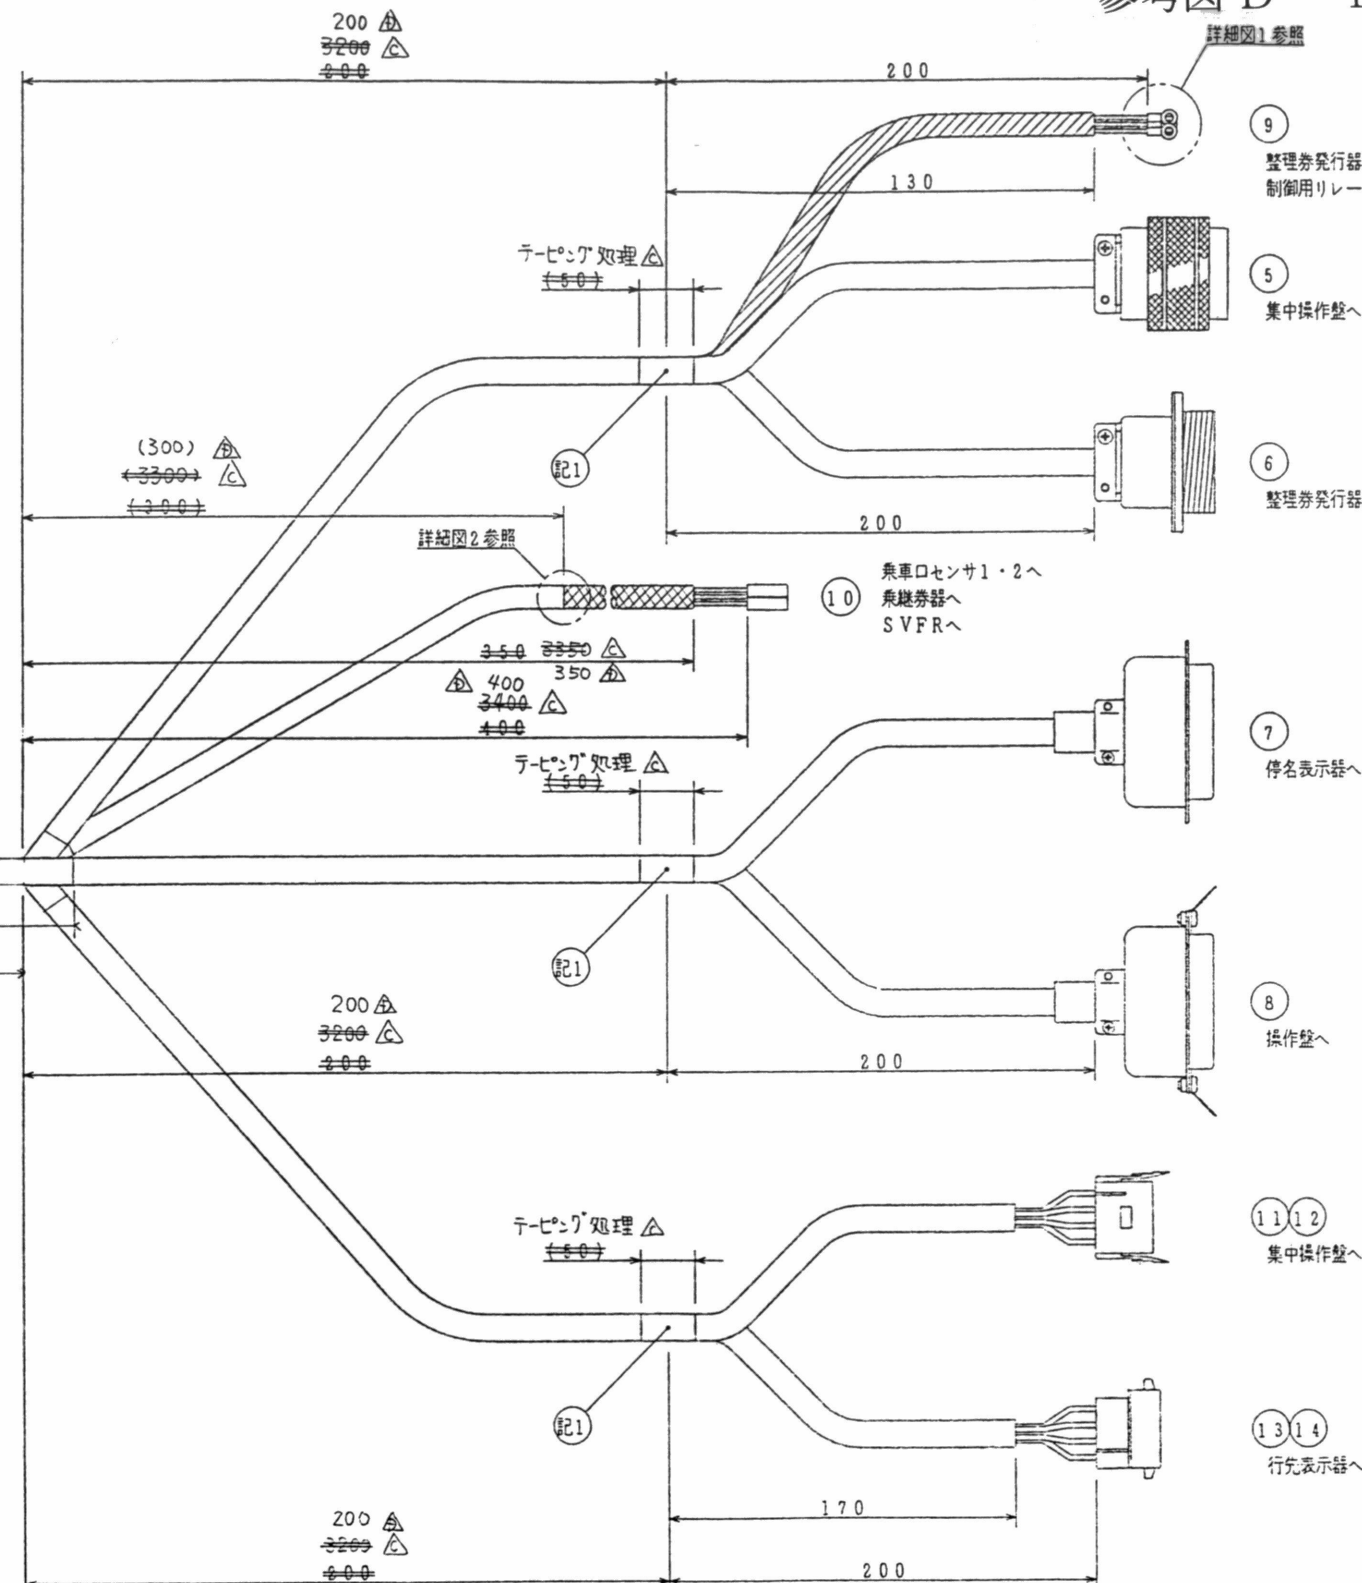 参考図 D
詳細図1参照
200 D
3200 C
200
200
9
整理券発行器
制御用リレー
130
テーピング処理 C
(50)
5
集中操作盤へ
(300) D
(3300) C
(300)
記1
6
整理券発行器
200
詳細図2参照
10
乗車口センサ1・2へ
乗継券器へ
SVFRへ
350 3350 C
350 D
D 400
3400 C
400
テーピング処理 C
(50)
7
停名表示器へ
記1
200 D
3200 C
200
200
8
操作盤へ
テーピング処理 C
(50)
11 12
集中操作盤へ
記1
13 14
行先表示器へ
170
200 D
3200 C
200
200